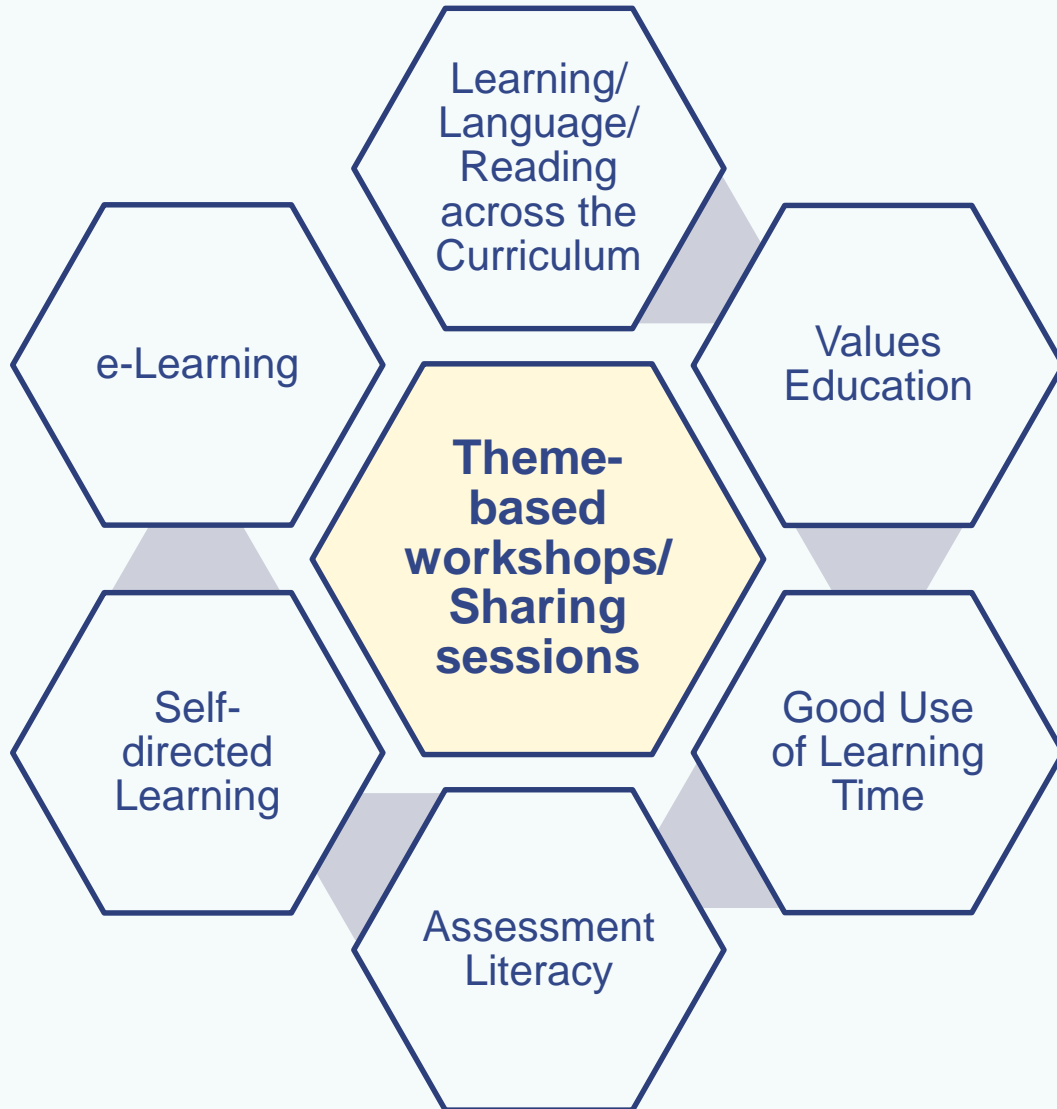 Learning/
Language/
Reading
across the
Curriculum
Values
Education
Good Use
of Learning
Time
Assessment
Literacy
Self-
directed
Learning
e-Learning
Theme-
based
workshops/
Sharing
sessions